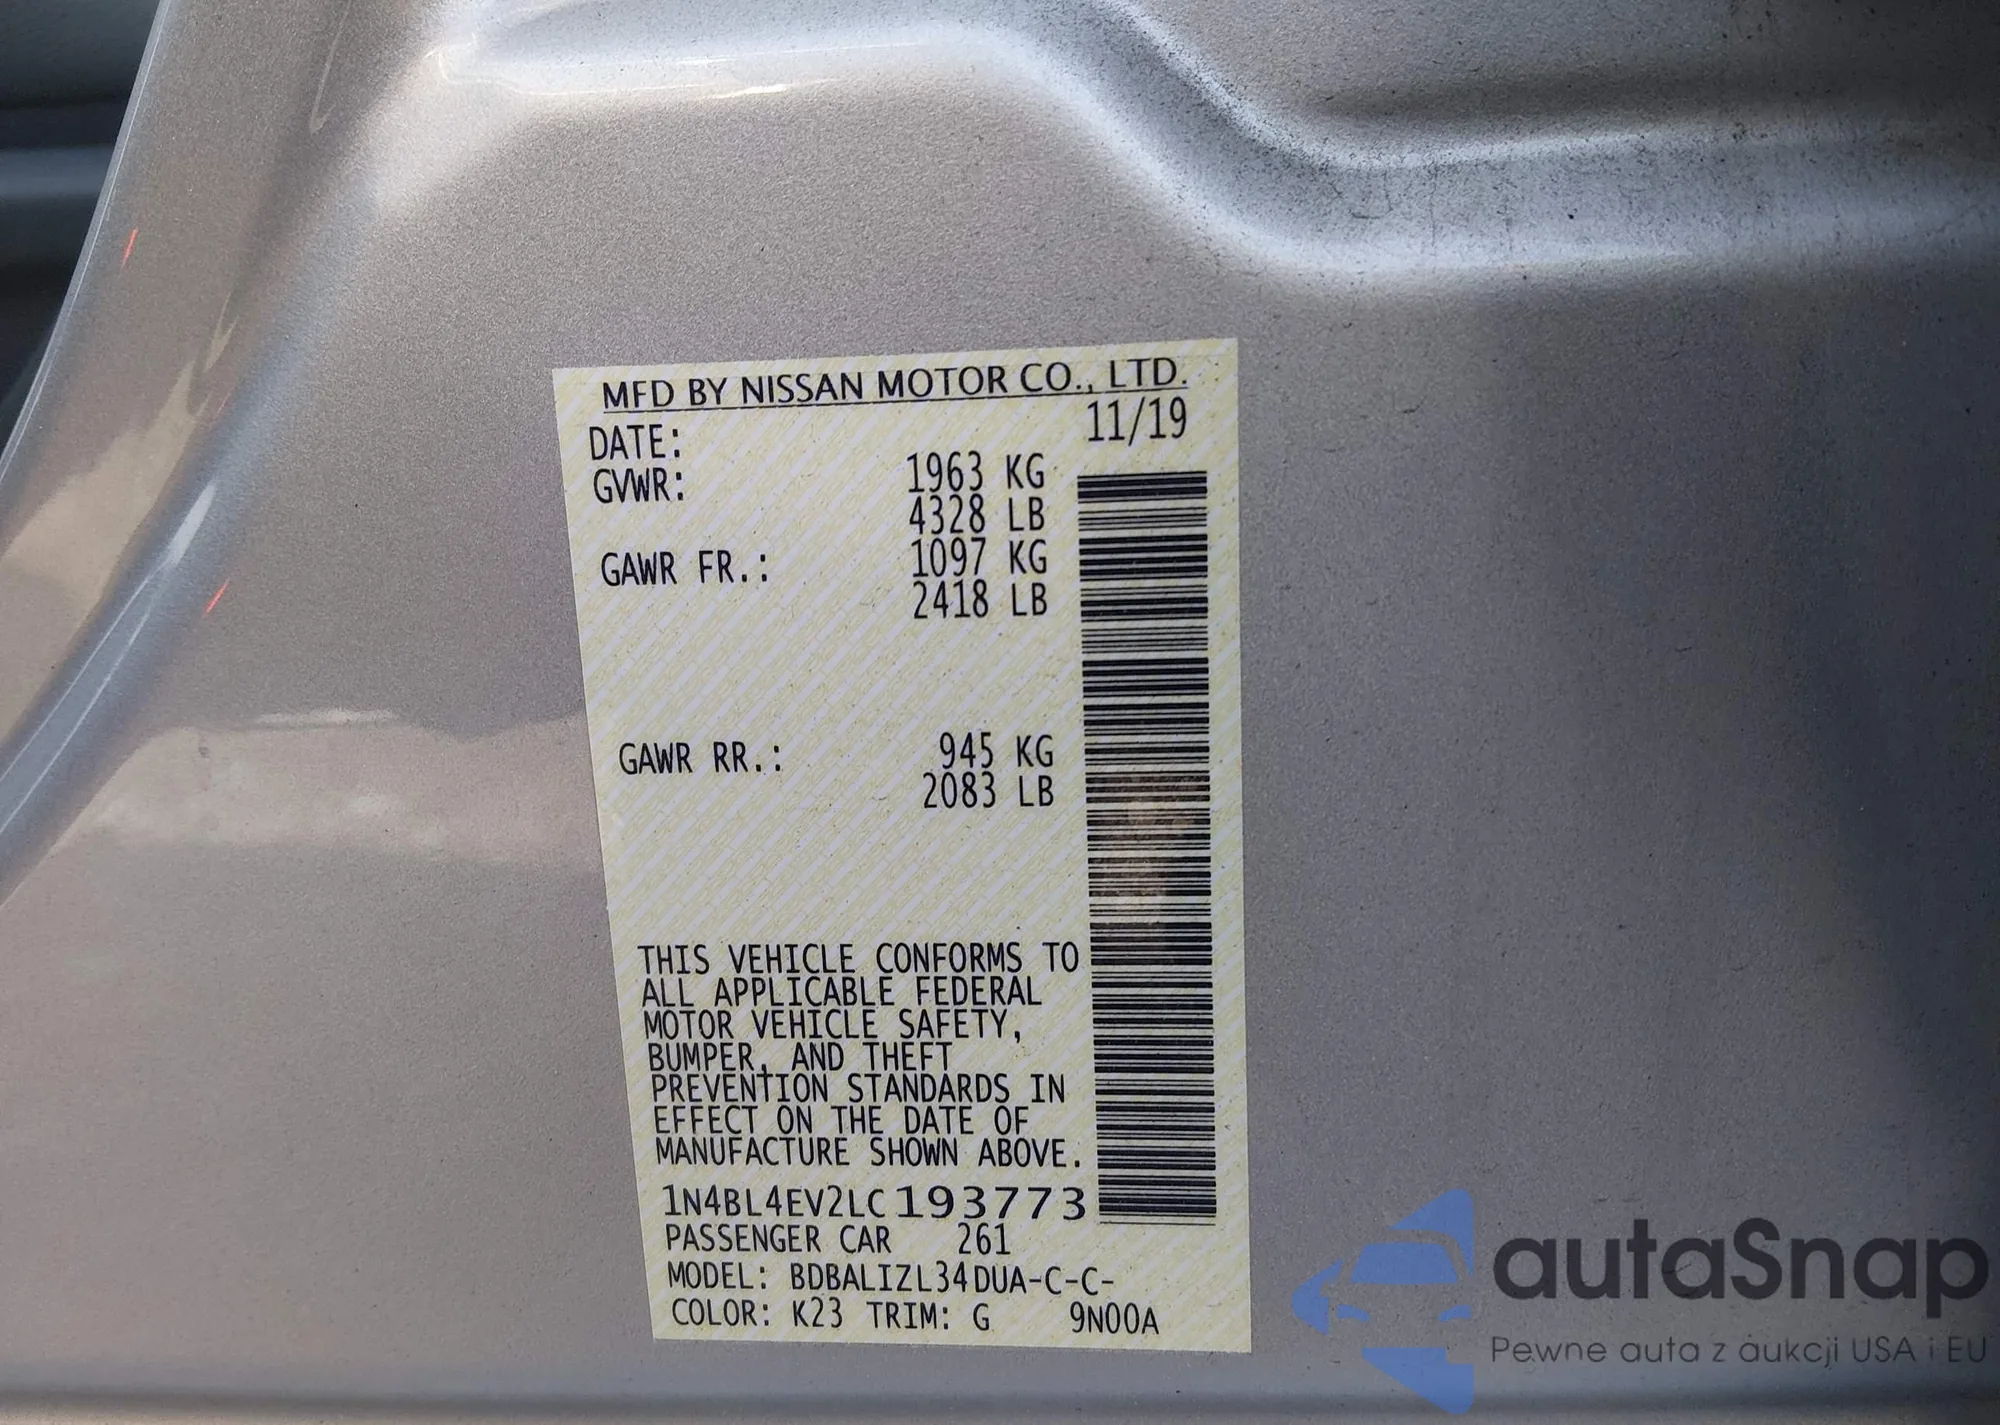 MFD BY NISSAN MOTOR CO., LTD.
DATE: 11/19
GVWR: 1963 KG
4328 LB
GAWR FR.: 1097 KG
2418 LB
GAWR RR.: 945 KG
2083 LB
THIS VEHICLE CONFORMS TO
ALL APPLICABLE FEDERAL
MOTOR VEHICLE SAFETY,
BUMPER, AND THEFT
PREVENTION STANDARDS IN
EFFECT ON THE DATE OF
MANUFACTURE SHOWN ABOVE.
1N4BL4EV2LC193773
PASSENGER CAR 261
MODEL: BDBALIZL34DUA-C-C-
COLOR: K23 TRIM: G 9N00A
autaSnap
Pewne auta z aukcji USA i EU